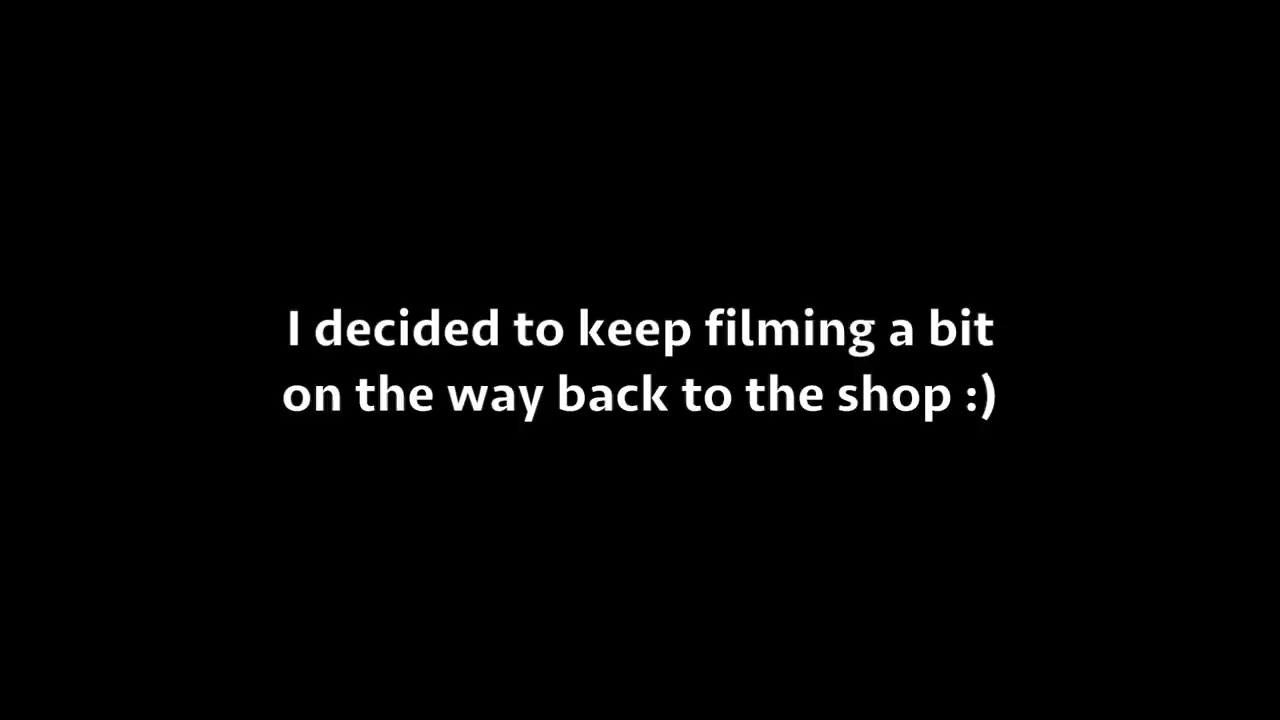 I decided to keep filming a bit
on the way back to the shop :)